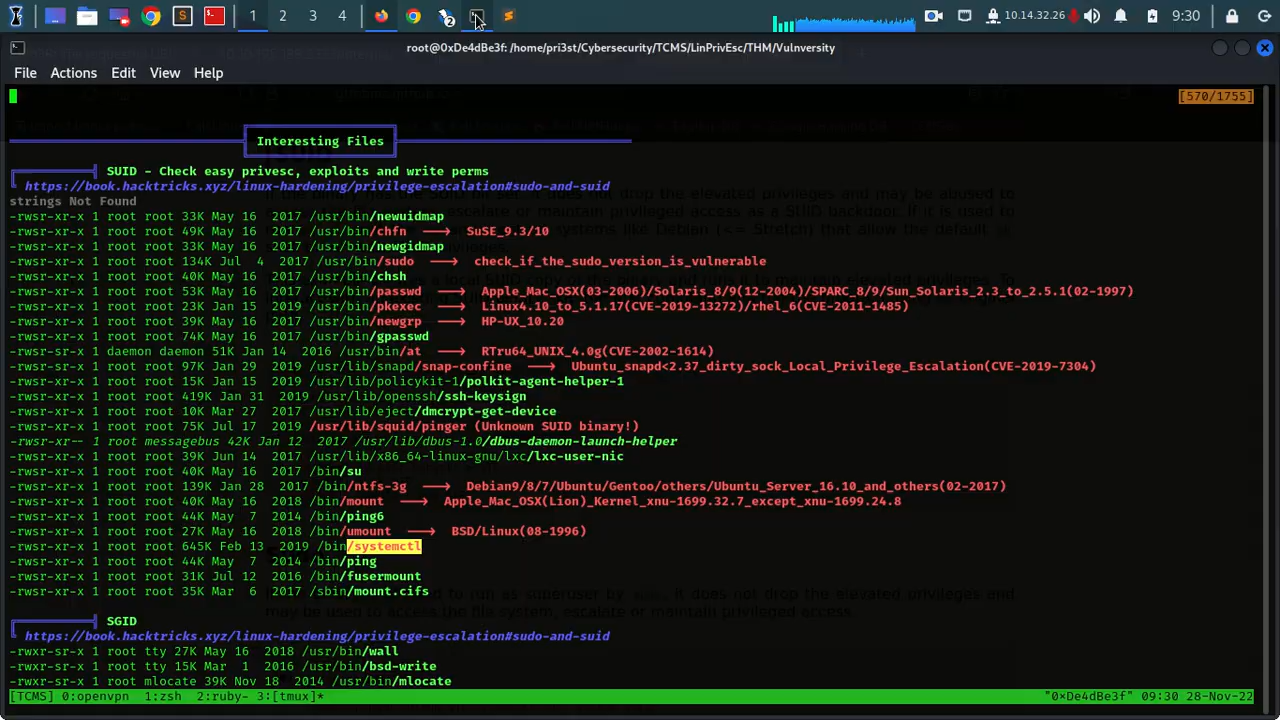 1 2 3 4 2 10.14.32.26 9:30
root@0xDe4dBe3f: /home/pri3st/Cybersecurity/TCMS/LinPrivEsc/THM/Vulnversity
File Actions Edit View Help
[570/1755]
Interesting Files
SUID - Check easy privesc, exploits and write perms
https://book.hacktricks.xyz/linux-hardening/privilege-escalation#sudo-and-suid
strings Not Found
-rwsr-xr-x 1 root root 33K May 16  2017 /usr/bin/newuidmap
-rwsr-xr-x 1 root root 49K May 16  2017 /usr/bin/chfn  --->  SuSE_9.3/10
-rwsr-xr-x 1 root root 33K May 16  2017 /usr/bin/newgidmap
-rwsr-xr-x 1 root root 134K Jul  4  2017 /usr/bin/sudo  --->  check_if_the_sudo_version_is_vulnerable
-rwsr-xr-x 1 root root 40K May 16  2017 /usr/bin/chsh
-rwsr-xr-x 1 root root 53K May 16  2017 /usr/bin/passwd  --->  Apple_Mac_OSX(03-2006)/Solaris_8/9(12-2004)/SPARC_8/9/Sun_Solaris_2.3_to_2.5.1(02-1997)
-rwsr-xr-x 1 root root 23K Jan 15  2019 /usr/bin/pkexec  --->  Linux4.10_to_5.1.17(CVE-2019-13272)/rhel_6(CVE-2011-1485)
-rwsr-xr-x 1 root root 39K May 16  2017 /usr/bin/newgrp  --->  HP-UX_10.20
-rwsr-xr-x 1 root root 74K May 16  2017 /usr/bin/gpasswd
-rwsr-sr-x 1 daemon daemon 51K Jan 14  2016 /usr/bin/at  --->  RTru64_UNIX_4.0g(CVE-2002-1614)
-rwsr-sr-x 1 root root 97K Jan 29  2019 /usr/lib/snapd/snap-confine  --->  Ubuntu_snapd<2.37_dirty_sock_Local_Privilege_Escalation(CVE-2019-7304)
-rwsr-xr-x 1 root root 15K Jan 15  2019 /usr/lib/policykit-1/polkit-agent-helper-1
-rwsr-xr-x 1 root root 419K Jan 31  2019 /usr/lib/openssh/ssh-keysign
-rwsr-xr-x 1 root root 10K Mar 27  2017 /usr/lib/eject/dmcrypt-get-device
-rwsr-xr-x 1 root root 75K Jul 17  2019 /usr/lib/squid/pinger (Unknown SUID binary!)
-rwsr-xr-- 1 root messagebus 42K Jan 12  2017 /usr/lib/dbus-1.0/dbus-daemon-launch-helper
-rwsr-xr-x 1 root root 39K Jun 14  2017 /usr/lib/x86_64-linux-gnu/lxc/lxc-user-nic
-rwsr-xr-x 1 root root 40K May 16  2017 /bin/su
-rwsr-xr-x 1 root root 139K Jan 28  2017 /bin/ntfs-3g  --->  Debian9/8/7/Ubuntu/Gentoo/others/Ubuntu_Server_16.10_and_others(02-2017)
-rwsr-xr-x 1 root root 40K May 16  2018 /bin/mount  --->  Apple_Mac_OSX(Lion)_Kernel_xnu-1699.32.7_except_xnu-1699.24.8
-rwsr-xr-x 1 root root 44K May  7  2014 /bin/ping6
-rwsr-xr-x 1 root root 27K May 16  2018 /bin/umount  --->  BSD/Linux(08-1996)
-rwsr-xr-x 1 root root 645K Feb 13  2019 /bin/systemctl
-rwsr-xr-x 1 root root 44K May  7  2014 /bin/ping
-rwsr-xr-x 1 root root 31K Jul 12  2016 /bin/fusermount
-rwsr-xr-x 1 root root 35K Mar  6  2017 /sbin/mount.cifs
SGID
https://book.hacktricks.xyz/linux-hardening/privilege-escalation#sudo-and-suid
-rwxr-sr-x 1 root tty 27K May 16  2018 /usr/bin/wall
-rwxr-sr-x 1 root tty 15K Mar  1  2016 /usr/bin/bsd-write
-rwxr-sr-x 1 root mlocate 39K Nov 18  2014 /usr/bin/mlocate
[TCMS] 0:openvpn  1:zsh  2:ruby- 3:[tmux]* "0xDe4dBe3f" 09:30 28-Nov-22